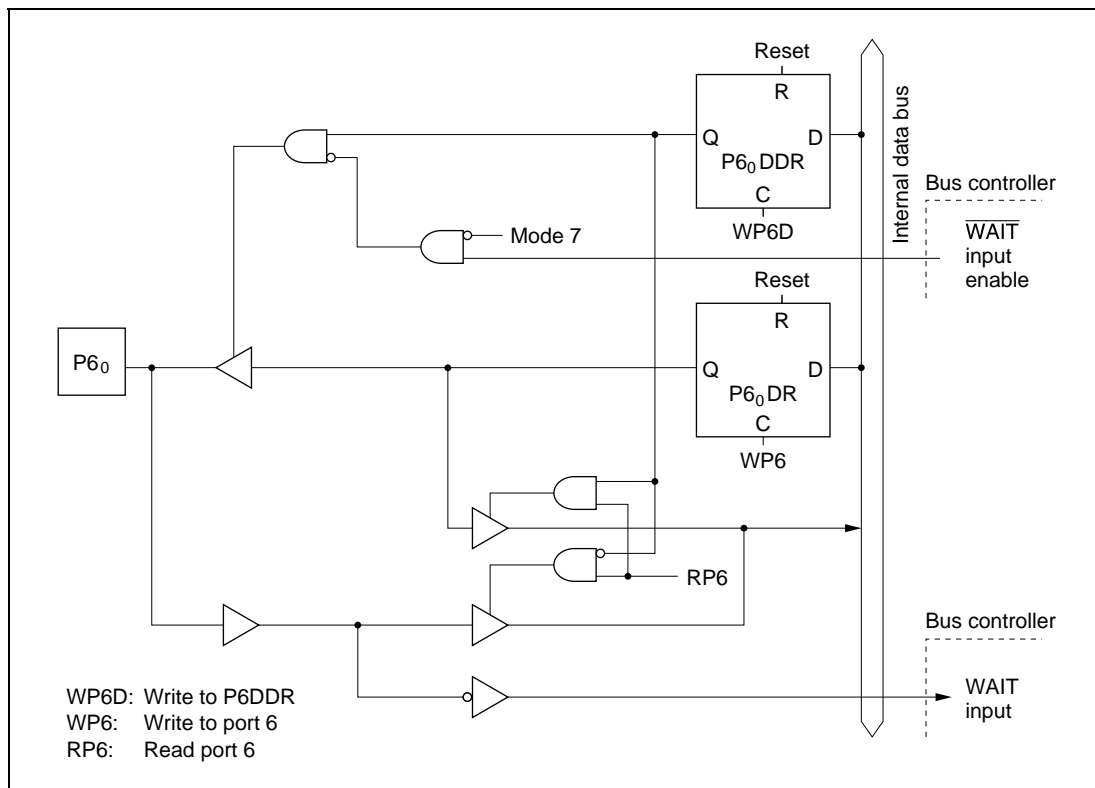 Reset
R
Q
D
P6₀DDR
C
WP6D
Internal data bus
Bus controller
WAIT
input
enable
Mode 7
Reset
R
P6₀
Q
D
P6₀DR
C
WP6
RP6
Bus controller
WAIT
input
WP6D: Write to P6DDR
WP6: Write to port 6
RP6: Read port 6